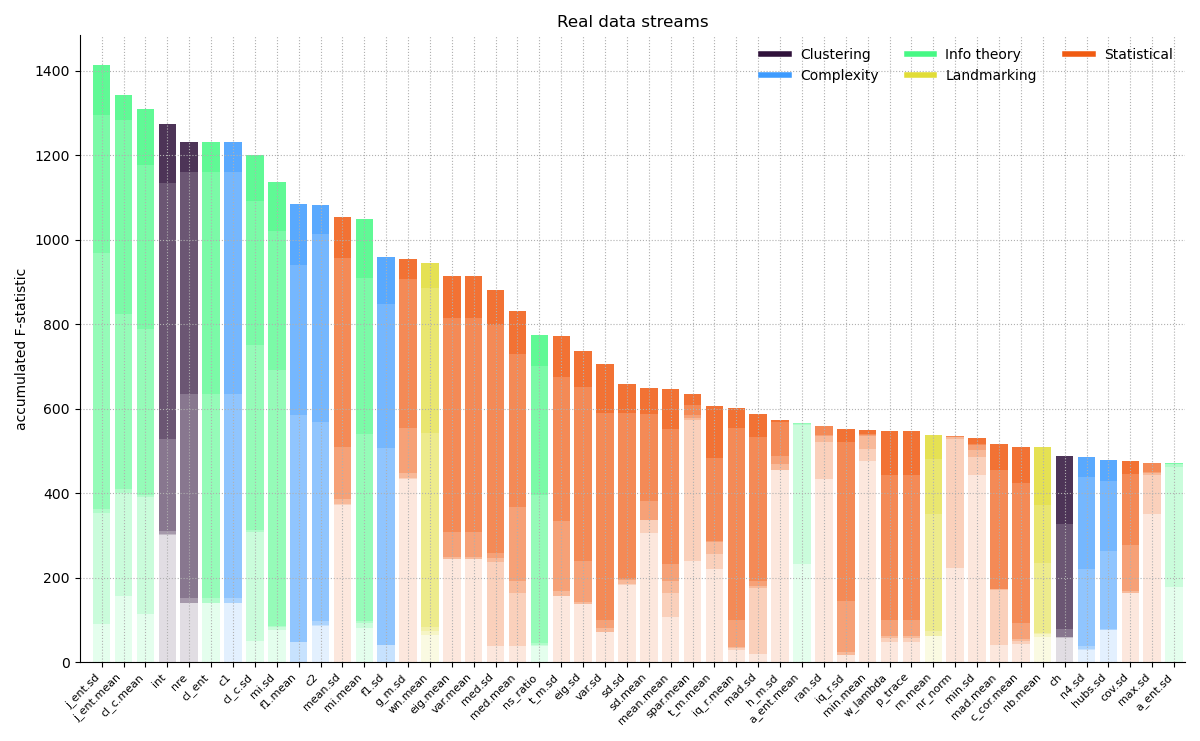 Real data streams
Clustering
Complexity
Info theory
Landmarking
Statistical
accumulated F-statistic
1400
1200
1000
800
600
400
200
0
j_ent.sd
j_ent.mean
cl_c.mean
int
nre
cl_ent
c1
cl_c.sd
mi.sd
f1.mean
c2
mean.sd
mi.mean
f1.sd
g_m.sd
wn.mean
eig.mean
var.mean
med.sd
med.mean
ns_ratio
t_m.sd
eig.sd
var.sd
sd.sd
sd.mean
mean.mean
spar.mean
t_m.mean
iq_r.mean
mad.sd
h_m.sd
a_ent.mean
ran.sd
iq_r.sd
min.mean
w_lambda
p_trace
rn.mean
nr_norm
min.sd
mad.mean
c_cor.mean
nb.mean
ch
n4.sd
hubs.sd
cov.sd
max.sd
a_ent.sd